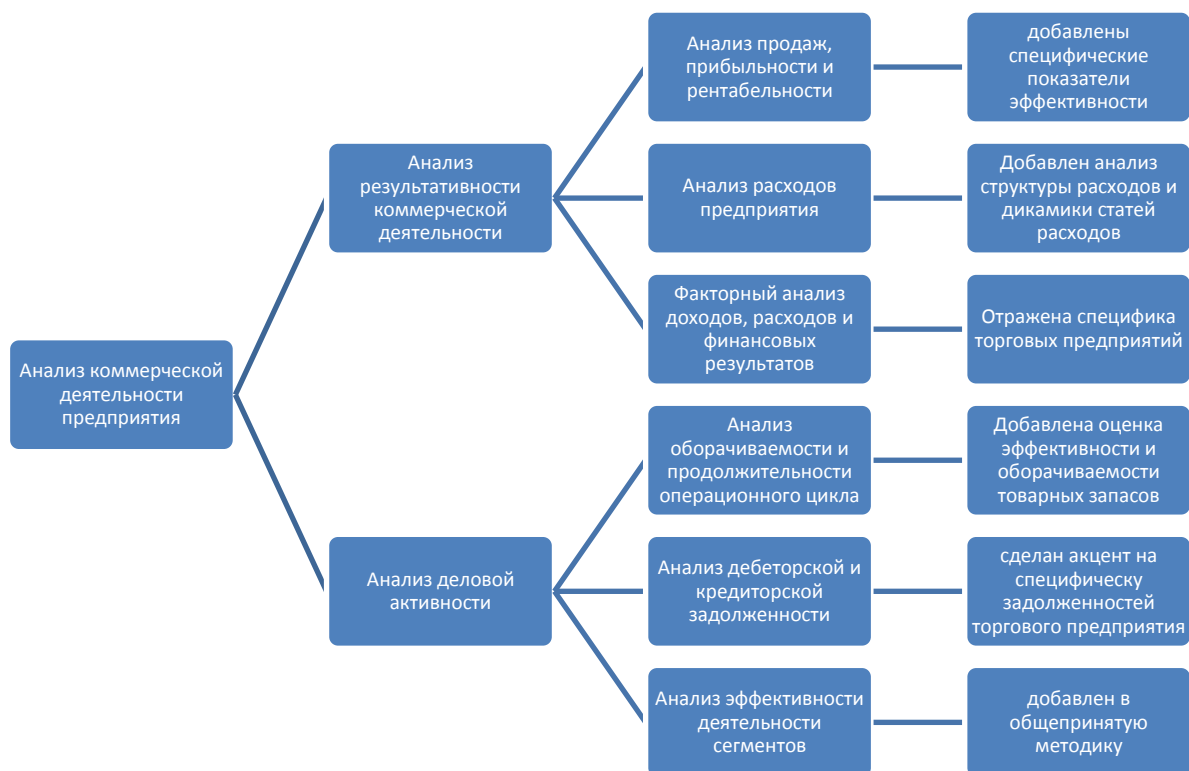 Анализ коммерческой
деятельности
предприятия
Анализ
результативности
коммерческой
деятельности
Анализ продаж,
прибыльности и
рентабельности
добавлены
специфические
показатели
эффективности
Анализ расходов
предприятия
Добавлен анализ
структуры расходов и
дикамики статей
расходов
Факторный анализ
доходов, расходов и
финансовых
результатов
Отражена специфика
торговых предприятий
Анализ деловой
активности
Анализ
оборачиваемости и
продолжительности
операционного цикла
Добавлена оценка
эффективности и
оборачиваемости
товарных запасов
Анализ дебеторской и
кредиторской
задолженности
сделан акцент на
специфическу
задолженностей
торгового предприятия
Анализ эффективности
деятельности
сегментов
добавлен в
общепринятую
методику